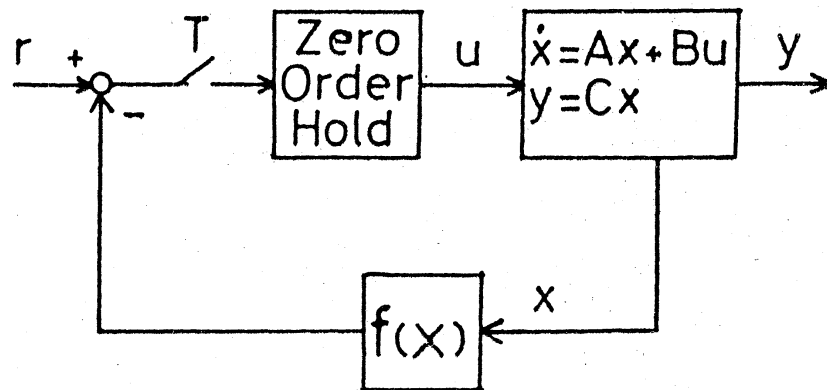 r
+
-
T
Zero
Order
Hold
u
ẋ=Ax+Bu
y=Cx
y
x
f(x)